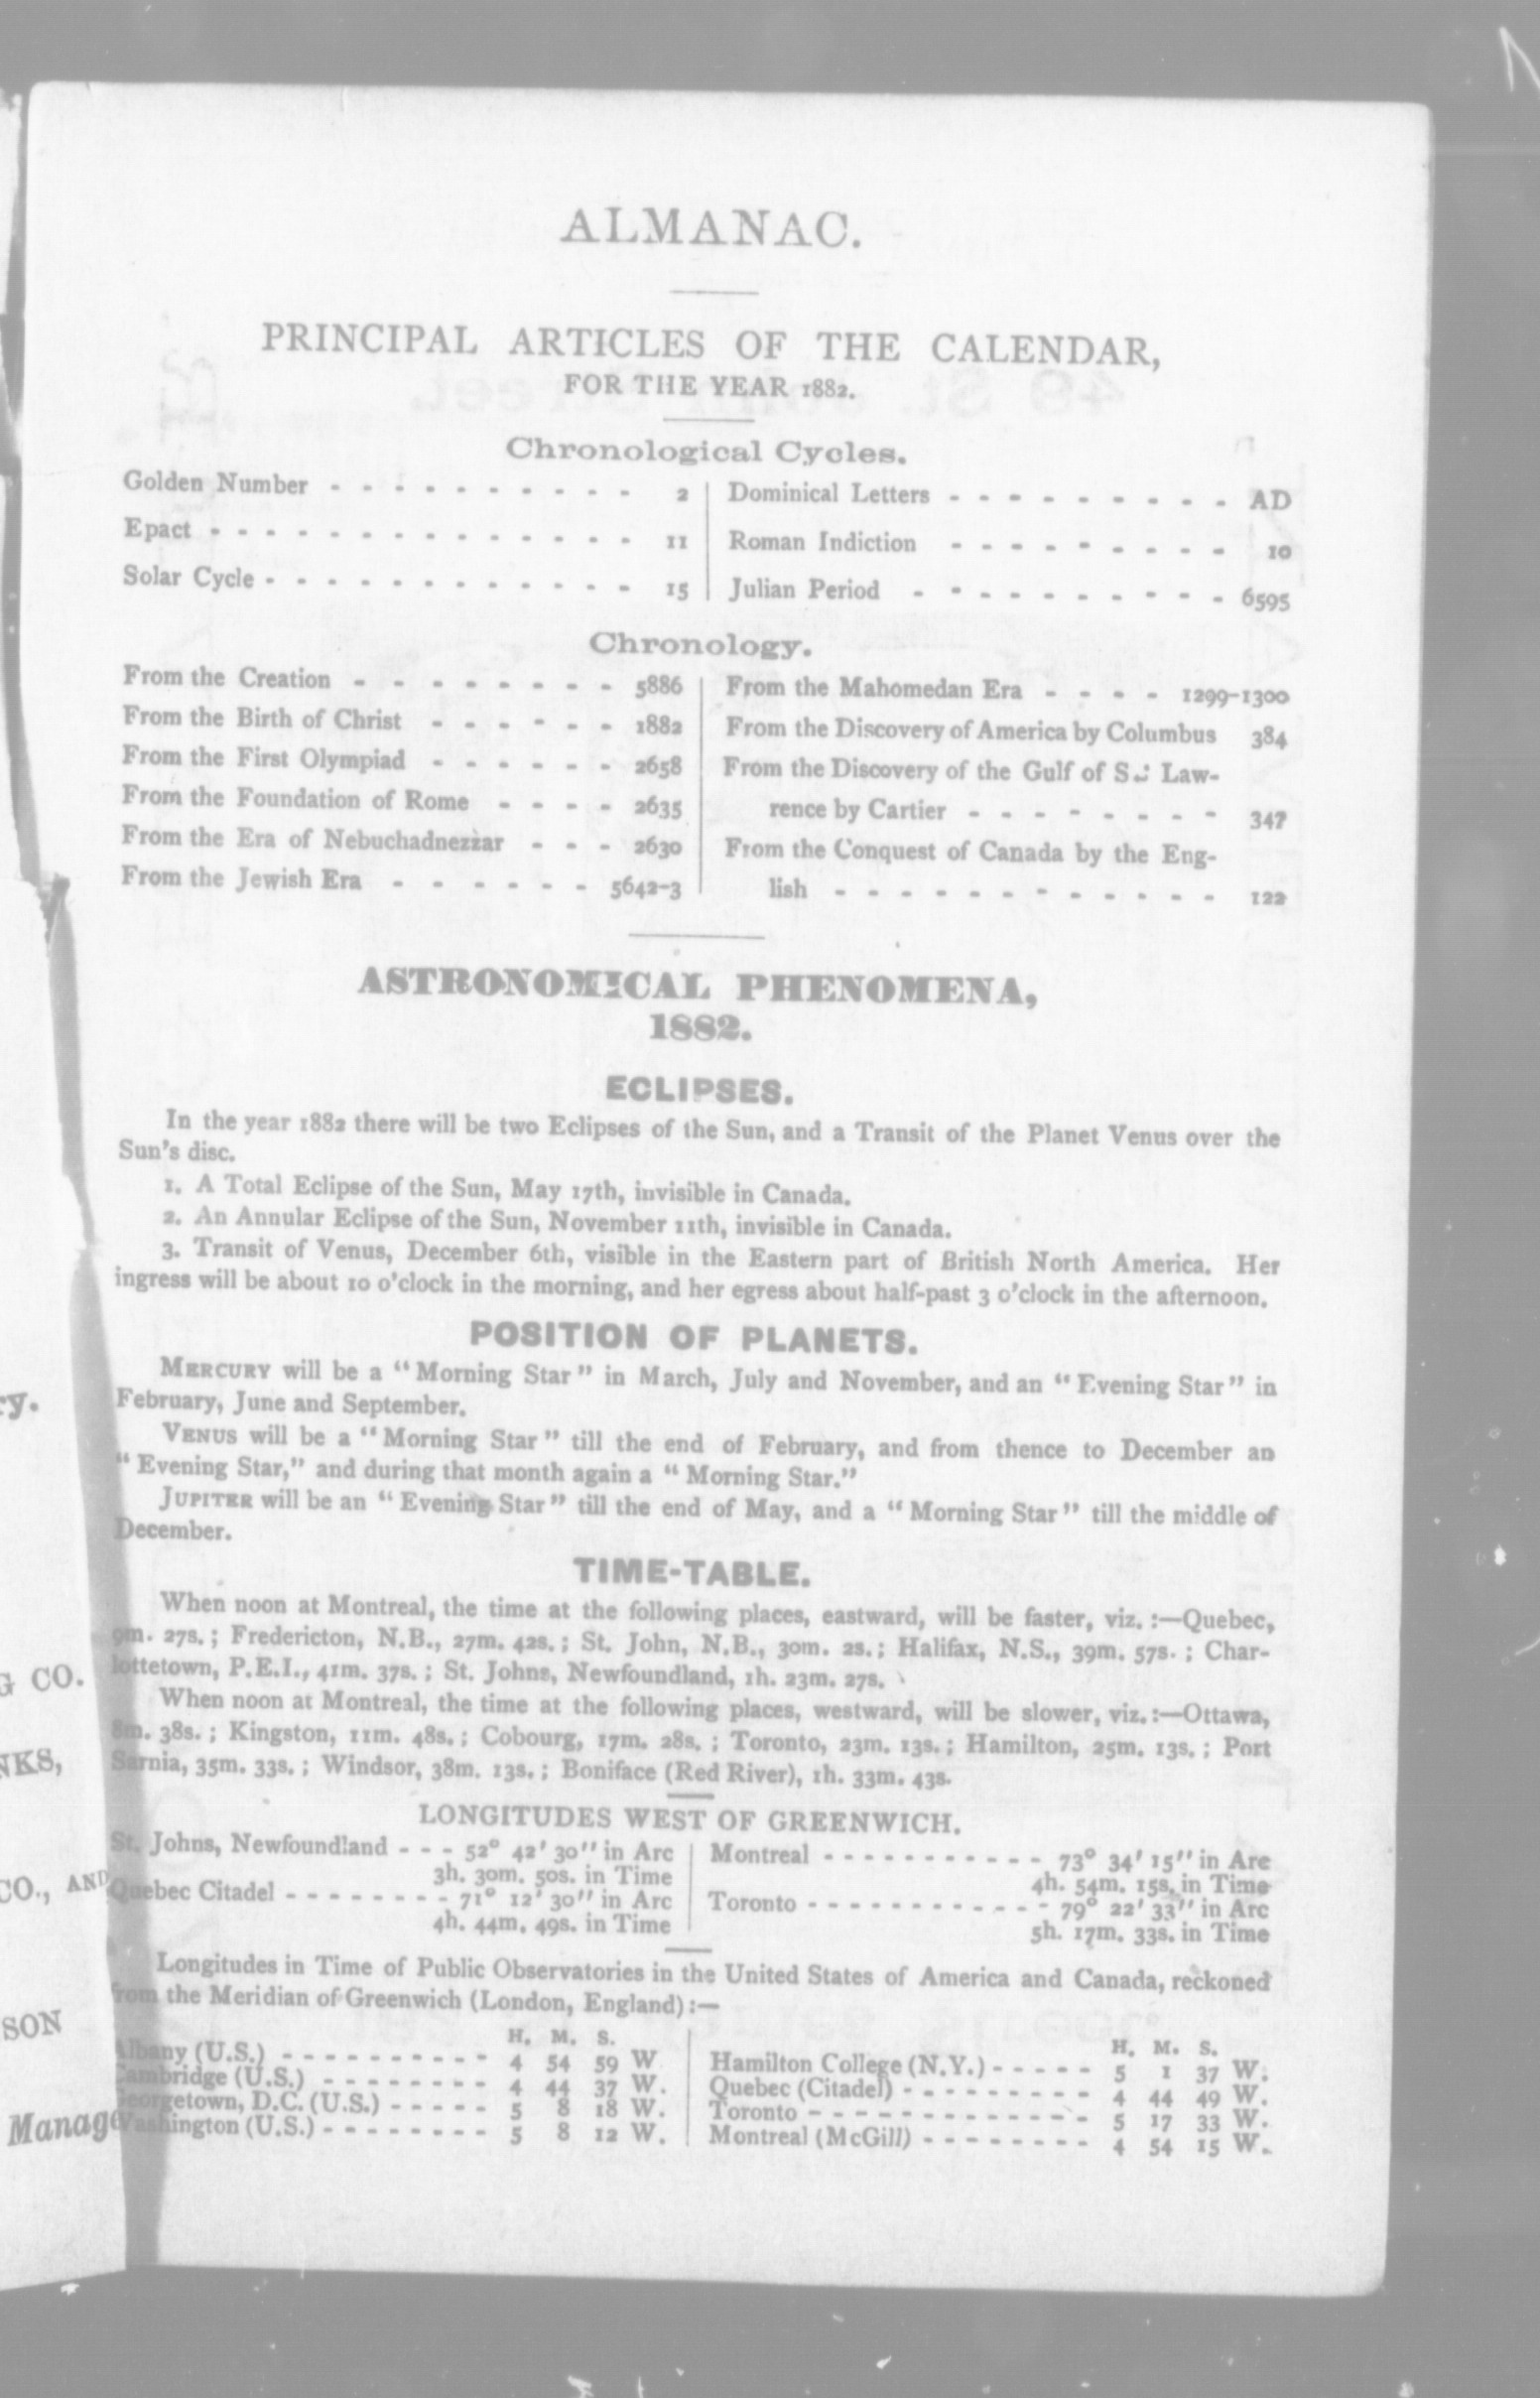 ALMANAC.
PRINCIPAL ARTICLES OF THE CALENDAR,
FOR THE YEAR 1882.
Chronological Cycles.
Golden Number - - - - - - - - - - 2
Epact - - - - - - - - - - - - - - 11
Solar Cycle - - - - - - - - - - - - 15
Dominical Letters - - - - - - - - - AD
Roman Indiction - - - - - - - - - 10
Julian Period - - - - - - - - - - 6595
Chronology.
From the Creation - - - - - - - - 5886
From the Birth of Christ - - - - - - 1882
From the First Olympiad - - - - - - 2658
From the Foundation of Rome - - - - 2635
From the Era of Nebuchadnezzar - - - 2630
From the Jewish Era - - - - - - 5642-3
From the Mahomedan Era - - - - 1299-1300
From the Discovery of America by Columbus 384
From the Discovery of the Gulf of St. Law-
rence by Cartier - - - - - - - - 347
From the Conquest of Canada by the Eng-
lish - - - - - - - - - - - - 122
ASTRONOMICAL PHENOMENA,
1882.
ECLIPSES.
In the year 1882 there will be two Eclipses of the Sun, and a Transit of the Planet Venus over the
Sun's disc.
1. A Total Eclipse of the Sun, May 17th, invisible in Canada.
2. An Annular Eclipse of the Sun, November 11th, invisible in Canada.
3. Transit of Venus, December 6th, visible in the Eastern part of British North America. Her
ingress will be about 10 o'clock in the morning, and her egress about half-past 3 o'clock in the afternoon.
POSITION OF PLANETS.
MERCURY will be a "Morning Star" in March, July and November, and an "Evening Star" in
February, June and September.
VENUS will be a "Morning Star" till the end of February, and from thence to December an
"Evening Star," and during that month again a "Morning Star."
JUPITER will be an "Evening Star" till the end of May, and a "Morning Star" till the middle of
December.
TIME-TABLE.
When noon at Montreal, the time at the following places, eastward, will be faster, viz.:—Quebec,
9m. 27s.; Fredericton, N.B., 27m. 42s.; St. John, N.B., 30m. 2s.; Halifax, N.S., 39m. 57s.; Char-
lottetown, P.E.I., 41m. 37s.; St. Johns, Newfoundland, 1h. 23m. 27s.
When noon at Montreal, the time at the following places, westward, will be slower, viz.:—Ottawa,
8m. 38s.; Kingston, 11m. 48s.; Cobourg, 17m. 28s.; Toronto, 23m. 13s.; Hamilton, 25m. 13s.; Port
Sarnia, 35m. 33s.; Windsor, 38m. 13s.; Boniface (Red River), 1h. 33m. 43s.
LONGITUDES WEST OF GREENWICH.
St. Johns, Newfoundland - - - 52° 42' 30" in Arc
3h. 30m. 50s. in Time
Quebec Citadel - - - - - - - - 71° 12' 30" in Arc
4h. 44m. 49s. in Time
Montreal - - - - - - - - - - - 73° 34' 15" in Arc
4h. 54m. 15s. in Time
Toronto - - - - - - - - - - - - 79° 22' 33" in Arc
5h. 17m. 33s. in Time
Longitudes in Time of Public Observatories in the United States of America and Canada, reckoned
from the Meridian of Greenwich (London, England):—
H. M. S.
Albany (U.S.) - - - - - - - - - - 4 54 59 W
Cambridge (U.S.) - - - - - - - - 4 44 37 W.
Georgetown, D.C. (U.S.) - - - - - 5 8 18 W.
Washington (U.S.) - - - - - - - - 5 8 12 W.
H. M. S.
Hamilton College (N.Y.) - - - - - 5 1 37 W.
Quebec (Citadel) - - - - - - - - - 4 44 49 W.
Toronto - - - - - - - - - - - - - 5 17 33 W.
Montreal (McGill) - - - - - - - - 4 54 15 W.
ry.
G CO.
NKS,
CO., AND
SON
Manage